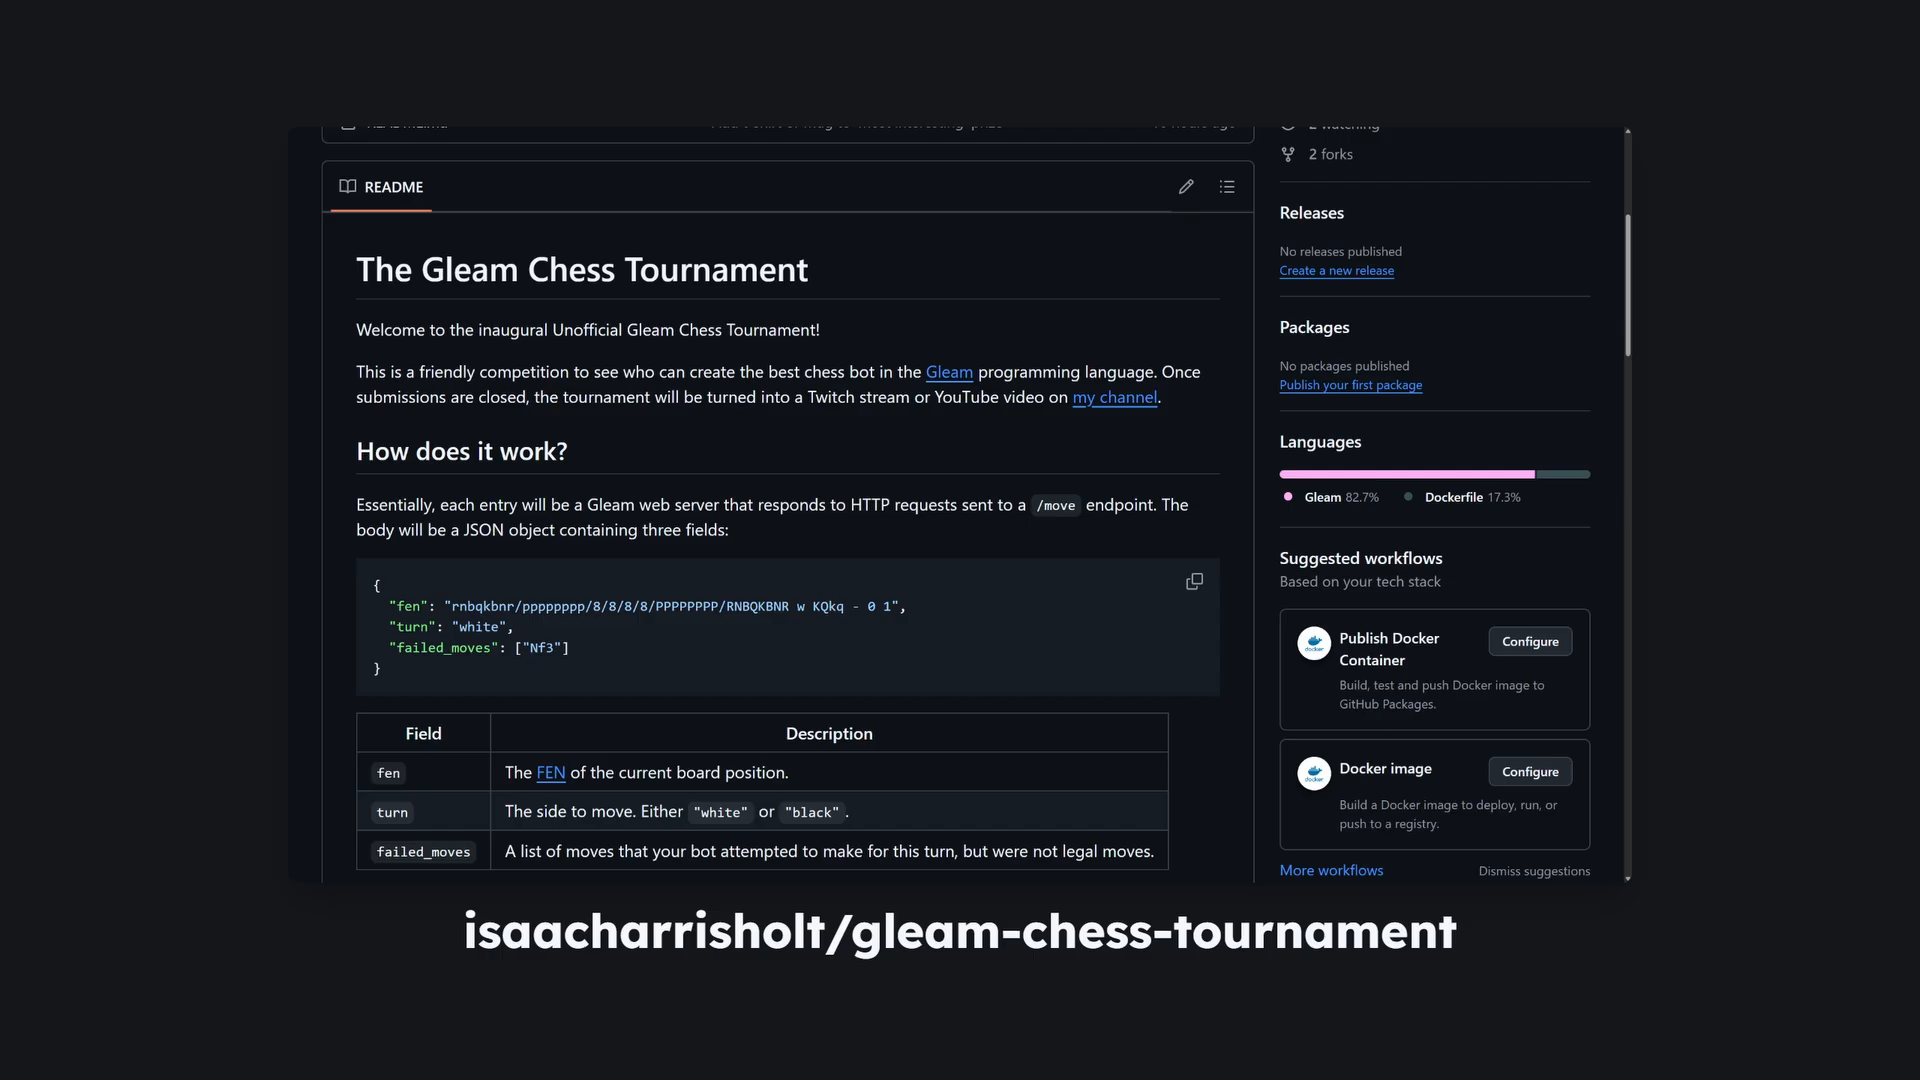 README
The Gleam Chess Tournament
Welcome to the inaugural Unofficial Gleam Chess Tournament!
This is a friendly competition to see who can create the best chess bot in the Gleam programming language. Once
submissions are closed, the tournament will be turned into a Twitch stream or YouTube video on my channel.
How does it work?
Essentially, each entry will be a Gleam web server that responds to HTTP requests sent to a /move endpoint. The
body will be a JSON object containing three fields:
{
"fen": "rnbqkbnr/pppppppp/8/8/8/8/PPPPPPPP/RNBQKBNR w KQkq - 0 1",
"turn": "white",
"failed_moves": ["Nf3"]
}
Field Description
fen The FEN of the current board position.
turn The side to move. Either "white" or "black".
failed_moves A list of moves that your bot attempted to make for this turn, but were not legal moves.
2 watching
2 forks
Releases
No releases published
Create a new release
Packages
No packages published
Publish your first package
Languages
Gleam 82.7% Dockerfile 17.3%
Suggested workflows
Based on your tech stack
Publish Docker
Container
Configure
Build, test and push Docker image to
GitHub Packages.
Docker image
Configure
Build a Docker image to deploy, run, or
push to a registry.
More workflows Dismiss suggestions
isaacharrisholt/gleam-chess-tournament